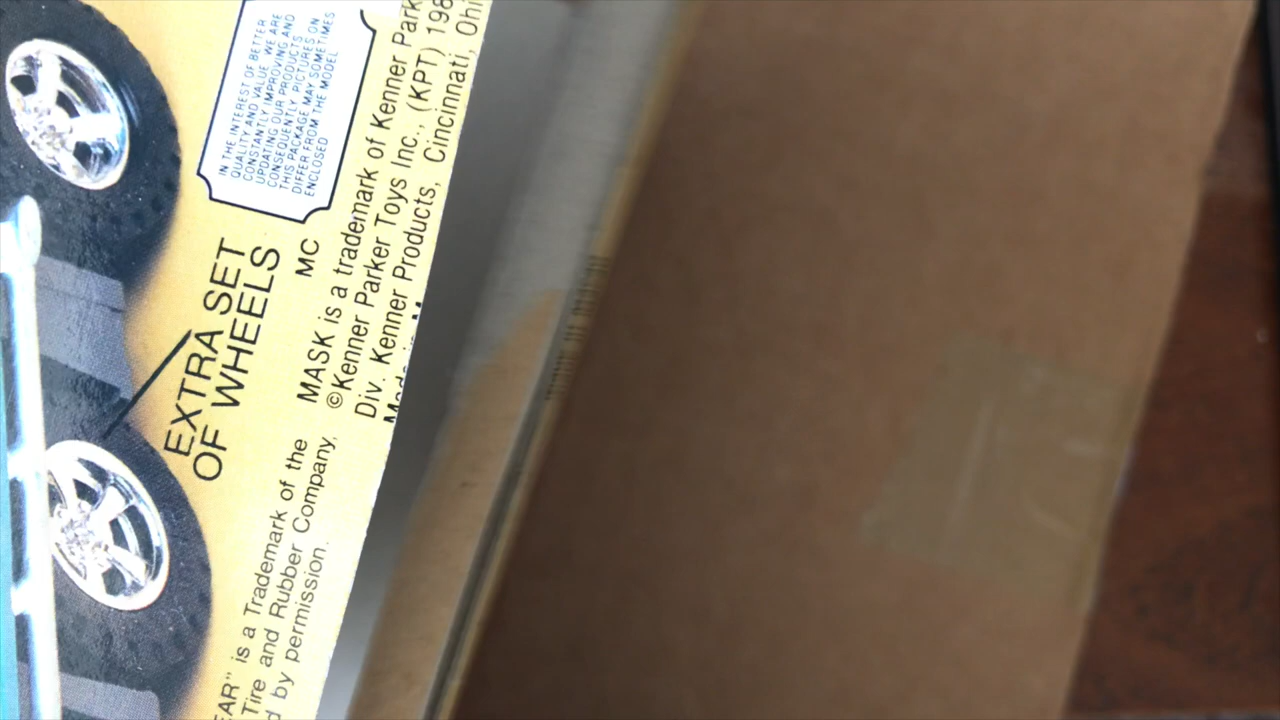 IN THE INTEREST OF BETTER
QUALITY AND VALUE WE ARE
CONSTANTLY IMPROVING AND
UPDATING OUR PRODUCTS
CONSEQUENTLY PICTURES ON
THIS PACKAGE MAY SOMETIMES
DIFFER FROM THE MODEL
ENCLOSED
EXTRA SET
OF WHEELS
MC
MASK is a trademark of Kenner Park
©Kenner Parker Toys Inc., (KPT) 198
Div. Kenner Products, Cincinnati, Ohi
Made in
EAR" is a Trademark of the
Tire and Rubber Company,
d by permission.